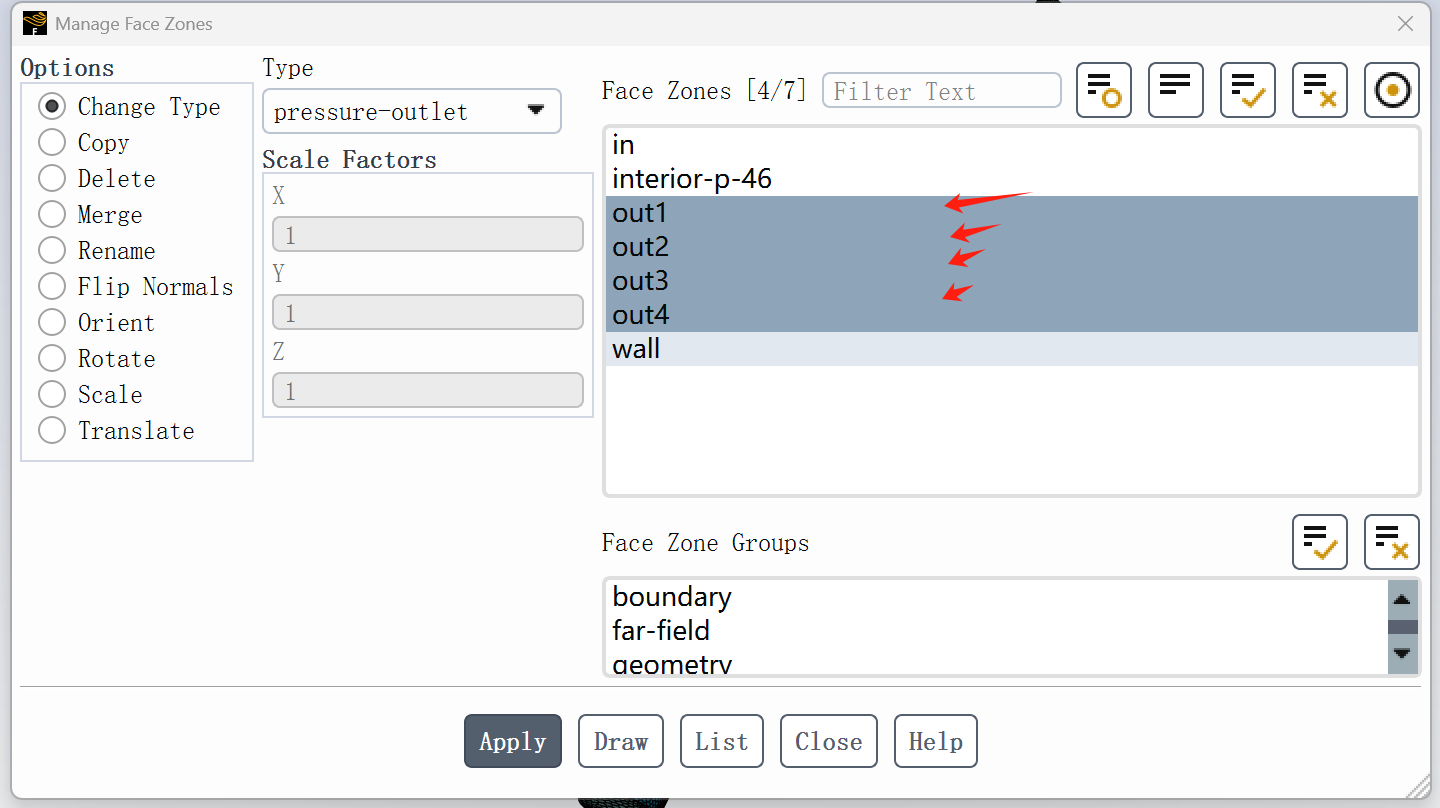 Manage Face Zones
Options
Change Type
Copy
Delete
Merge
Rename
Flip Normals
Orient
Rotate
Scale
Translate
Type
pressure-outlet
Scale Factors
X
1
Y
1
Z
1
Face Zones [4/7]
Filter Text
in
interior-p-46
out1
out2
out3
out4
wall
Face Zone Groups
boundary
far-field
geometry
Apply
Draw
List
Close
Help